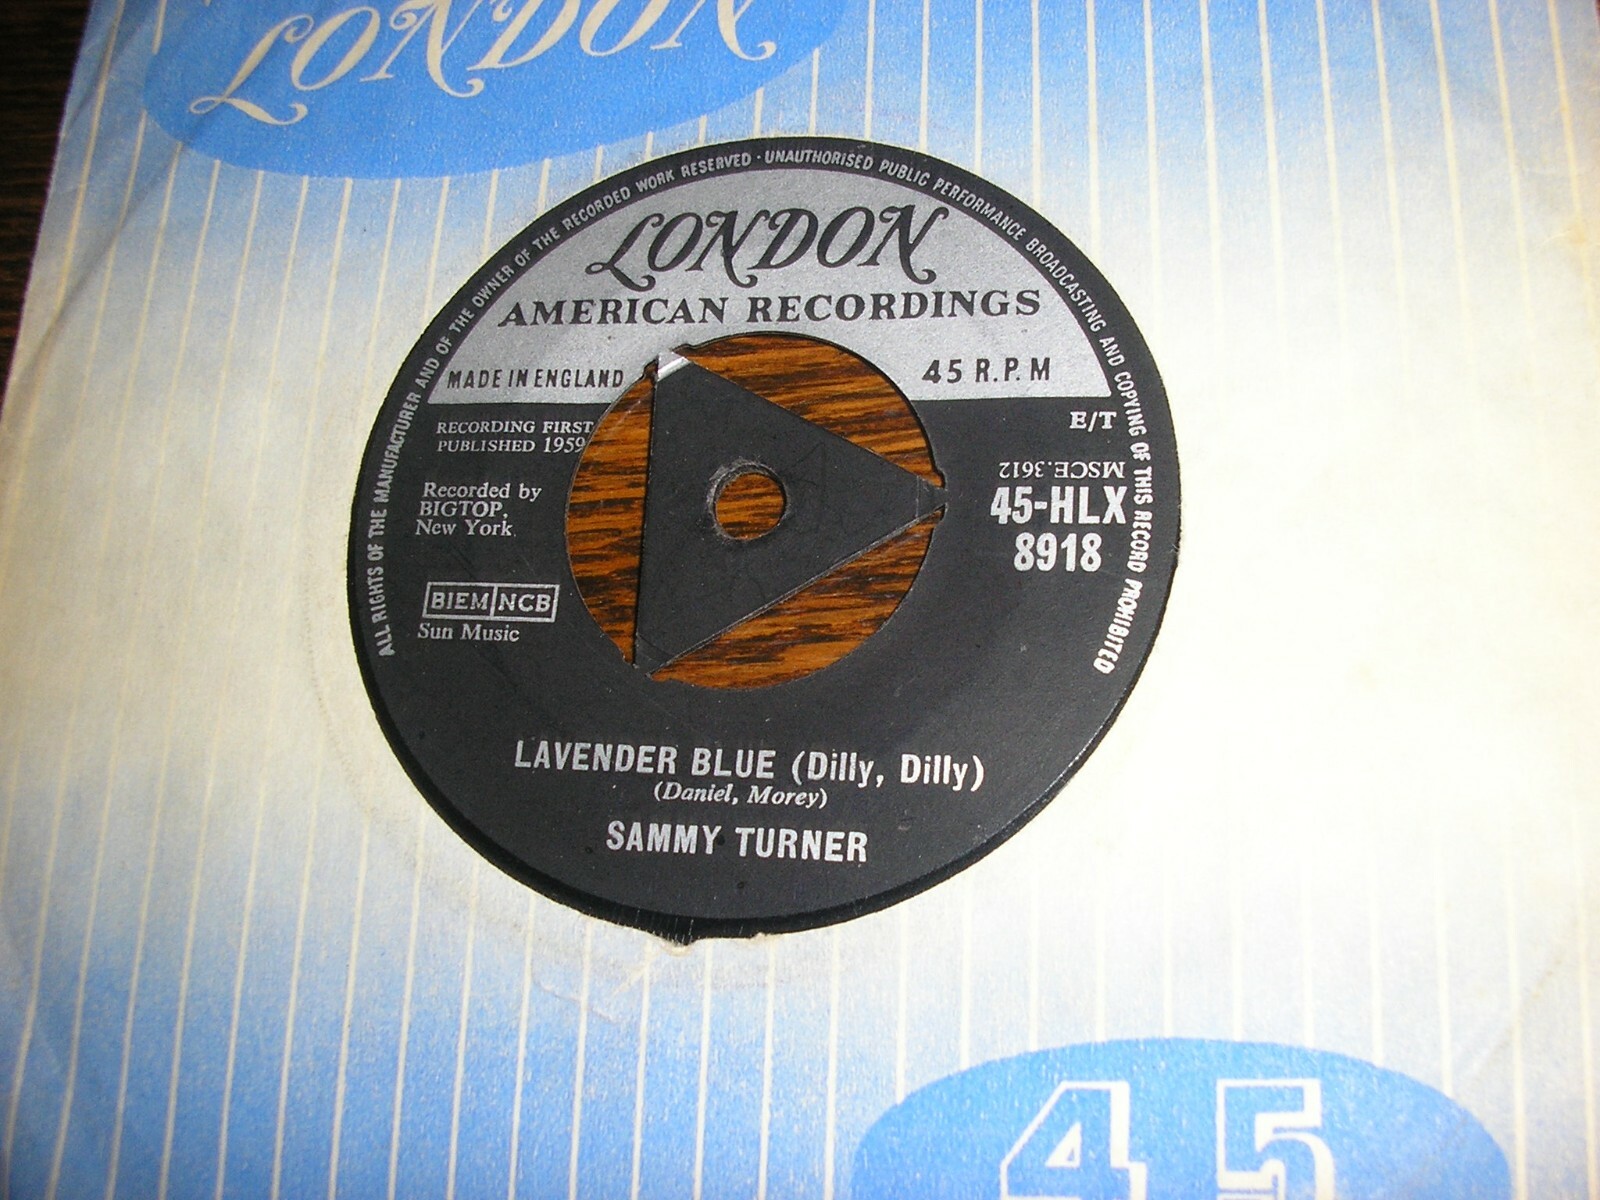 LONDON
ALL RIGHTS OF THE MANUFACTURER AND OF THE OWNER OF THE RECORDED WORK RESERVED · UNAUTHORISED PUBLIC PERFORMANCE BROADCASTING AND COPYING OF THIS RECORD PROHIBITED
LONDON
AMERICAN RECORDINGS
MADE IN ENGLAND
45 R.P.M
RECORDING FIRST
PUBLISHED 1959
E/T
MSCE.3612
Recorded by
BIGTOP,
New York.
45-HLX
8918
BIEM NCB
Sun Music
LAVENDER BLUE (Dilly, Dilly)
(Daniel, Morey)
SAMMY TURNER
45